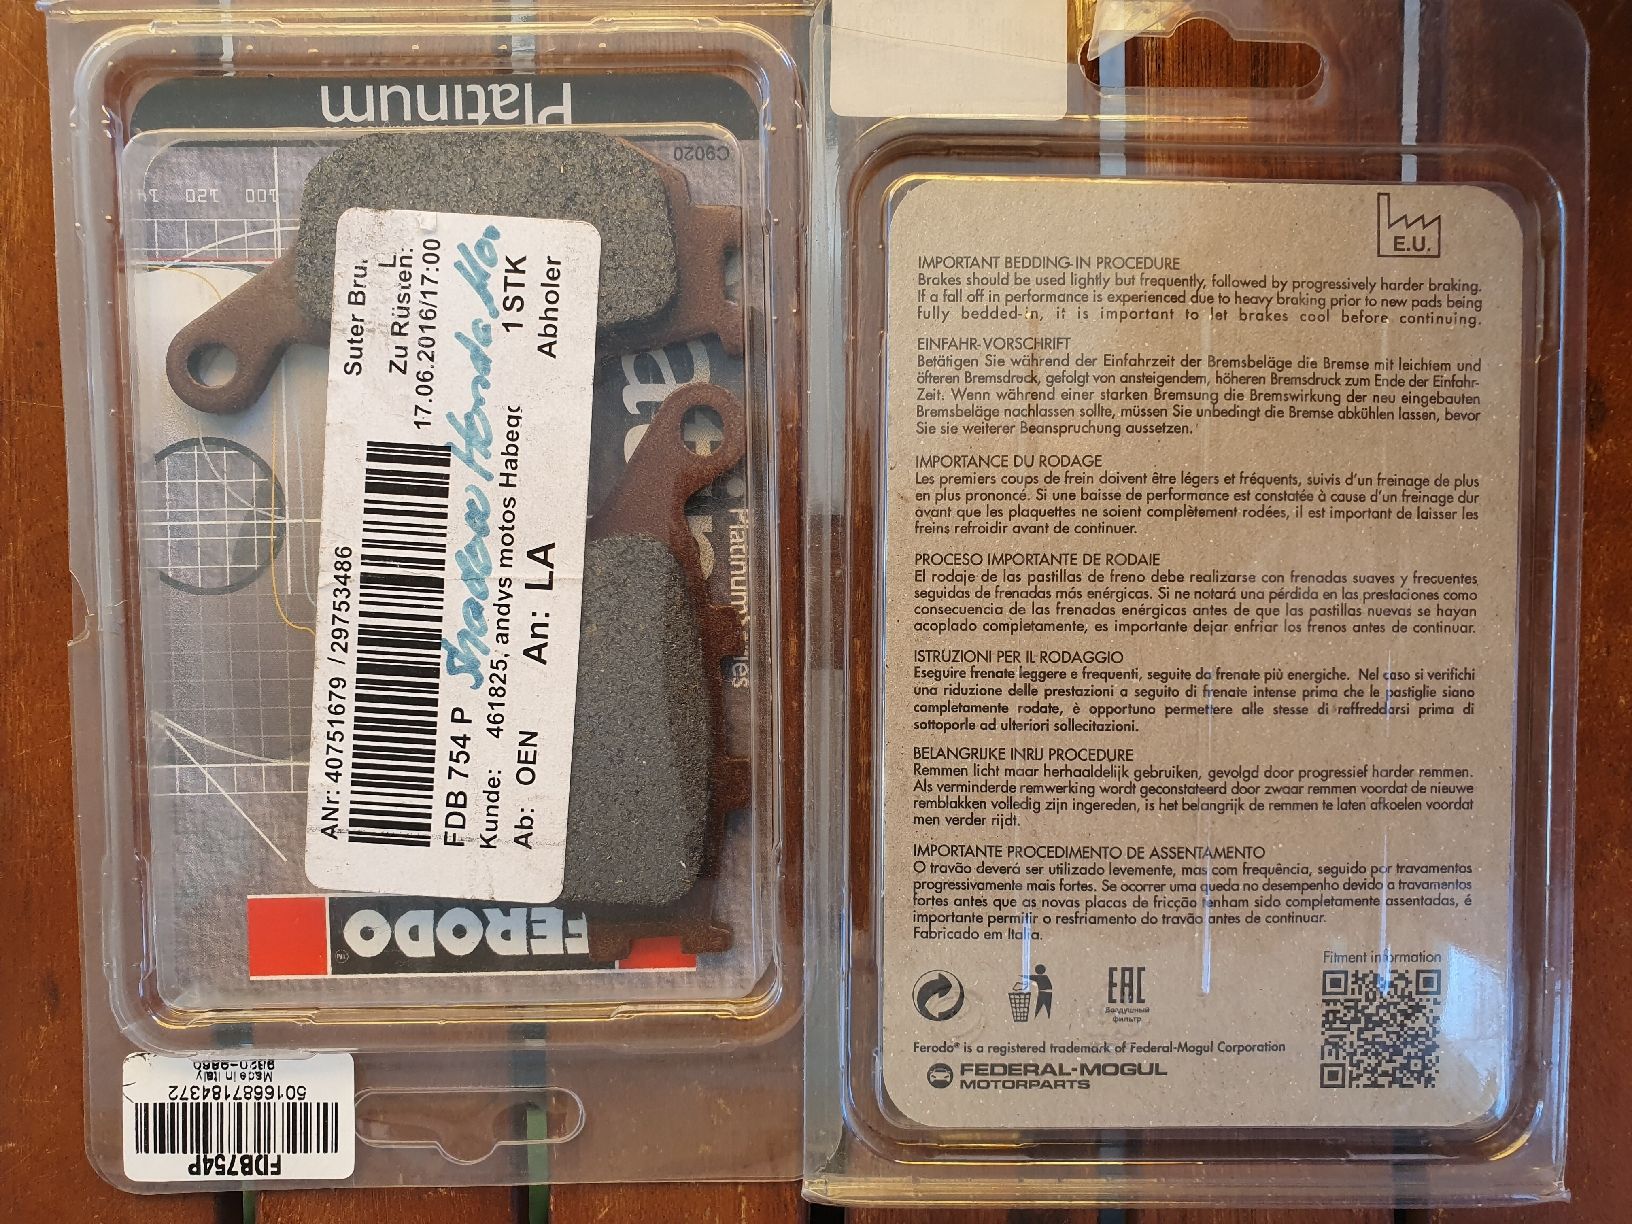 Platinum
C9020
120 100
Suter Bru
L
Zu Rüsten:
17.06.2016/17:00
1 STK
Abholer
ANr: 40751679 / 29753486
FDB 754 P
Kunde: 461825, andys motos Habegg
Ab: OEN An: LA
Platinum
FERODO
FDB754P
5016687184372
Made in Italy
E.U.
IMPORTANT BEDDING-IN PROCEDURE
Brakes should be used lightly but frequently, followed by progressively harder braking.
If a fall off in performance is experienced due to heavy braking prior to new pads being
fully bedded-in, it is important to let brakes cool before continuing.
EINFAHR-VORSCHRIFT
Betätigen Sie während der Einfahrzeit der Bremsbeläge die Bremse mit leichtem und
öfteren Bremsdruck, gefolgt von ansteigendem, höheren Bremsdruck zum Ende der Einfahr-
Zeit. Wenn während einer starken Bremsung die Bremswirkung der neu eingebauten
Bremsbeläge nachlassen sollte, müssen Sie unbedingt die Bremse abkühlen lassen, bevor
Sie sie weiterer Beanspruchung aussetzen.
IMPORTANCE DU RODAGE
Les premiers coups de frein doivent être légers et fréquents, suivis d'un freinage de plus
en plus prononcé. Si une baisse de performance est constatée à cause d'un freinage dur
avant que les plaquettes ne soient complètement rodées, il est important de laisser les
freins refroidir avant de continuer.
PROCESO IMPORTANTE DE RODAIE
El rodaje de las pastillas de freno debe realizarse con frenadas suaves y frecuentes
seguidas de frenadas más enérgicas. Si ne notará una pérdida en las prestaciones como
consecuencia de las frenadas enérgicas antes de que las pastillas nuevas se hayan
acoplado completamente, es importante dejar enfriar los frenos antes de continuar.
ISTRUZIONI PER IL RODAGGIO
Eseguire frenate leggere e frequenti, seguite da frenate più energiche. Nel caso si verifichi
una riduzione delle prestazioni a seguito di frenate intense prima che le pastiglie siano
completamente rodate, è opportuno permettere alle stesse di raffreddarsi prima di
sottoporle ad ulteriori sollecitazioni.
BELANGRIJKE INRIJ PROCEDURE
Remmen licht maar herhaaldelijk gebruiken, gevolgd door progressief harder remmen.
Als verminderde remwerking wordt geconstateerd door zwaar remmen voordat de nieuwe
remblakken volledig zijn ingereden, is het belangrijk de remmen te laten afkoelen voordat
men verder rijdt.
IMPORTANTE PROCEDIMENTO DE ASSENTAMENTO
O travão deverá ser utilizado levemente, mas com frequência, seguido por travamentos
progressivamente mais fortes. Se ocorrer uma queda no desempenho devido a travamentos
fortes antes que as novas placas de fricção tenham sido completamente assentadas, é
importante permitir o resfriamento do travão antes de continuar.
Fabricado em Italia.
Fitment information
EAC
Воздушный
фильтр
Ferodo® is a registered trademark of Federal-Mogul Corporation
FEDERAL-MOGUL
MOTORPARTS